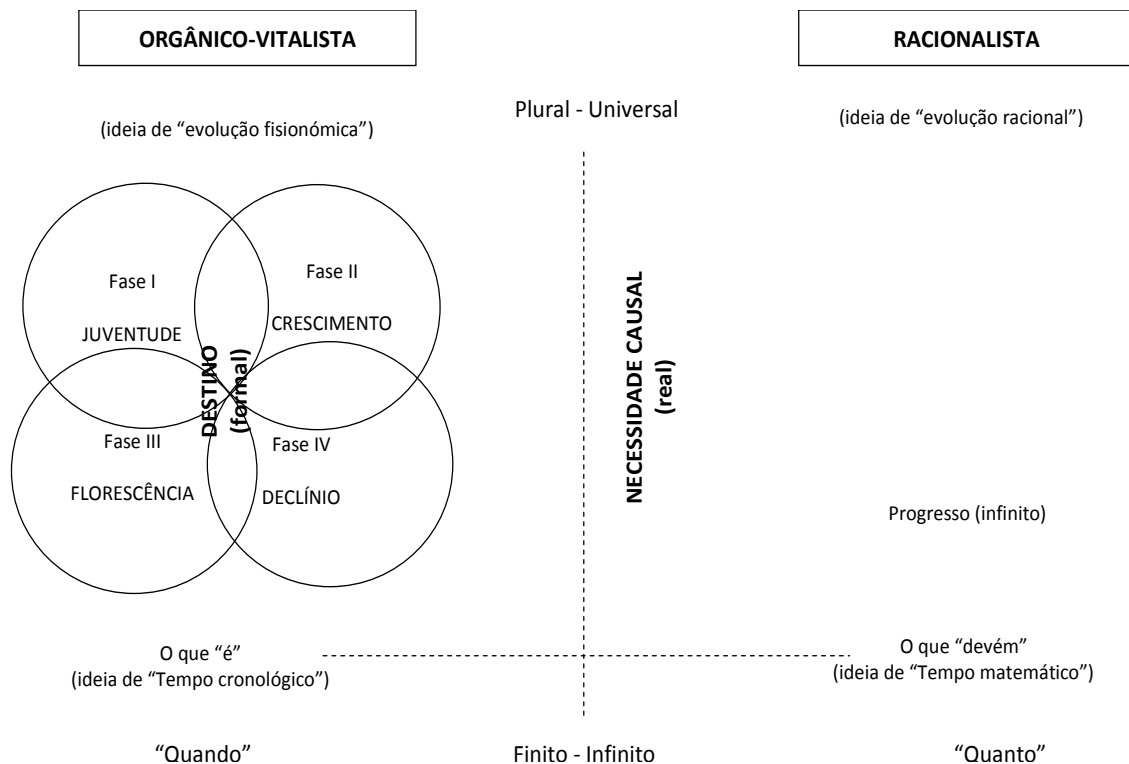 ORGÂNICO-VITALISTA
RACIONALISTA
Plural - Universal
(ideia de “evolução fisionómica”)
(ideia de “evolução racional”)
Fase I
JUVENTUDE
Fase II
CRESCIMENTO
DESTINO
(formal)
NECESSIDADE CAUSAL
(real)
Fase III
FLORESCÊNCIA
Fase IV
DECLÍNIO
Progresso (infinito)
O que “é”
(ideia de “Tempo cronológico”)
O que “devém”
(ideia de “Tempo matemático”)
“Quando”
Finito - Infinito
“Quanto”